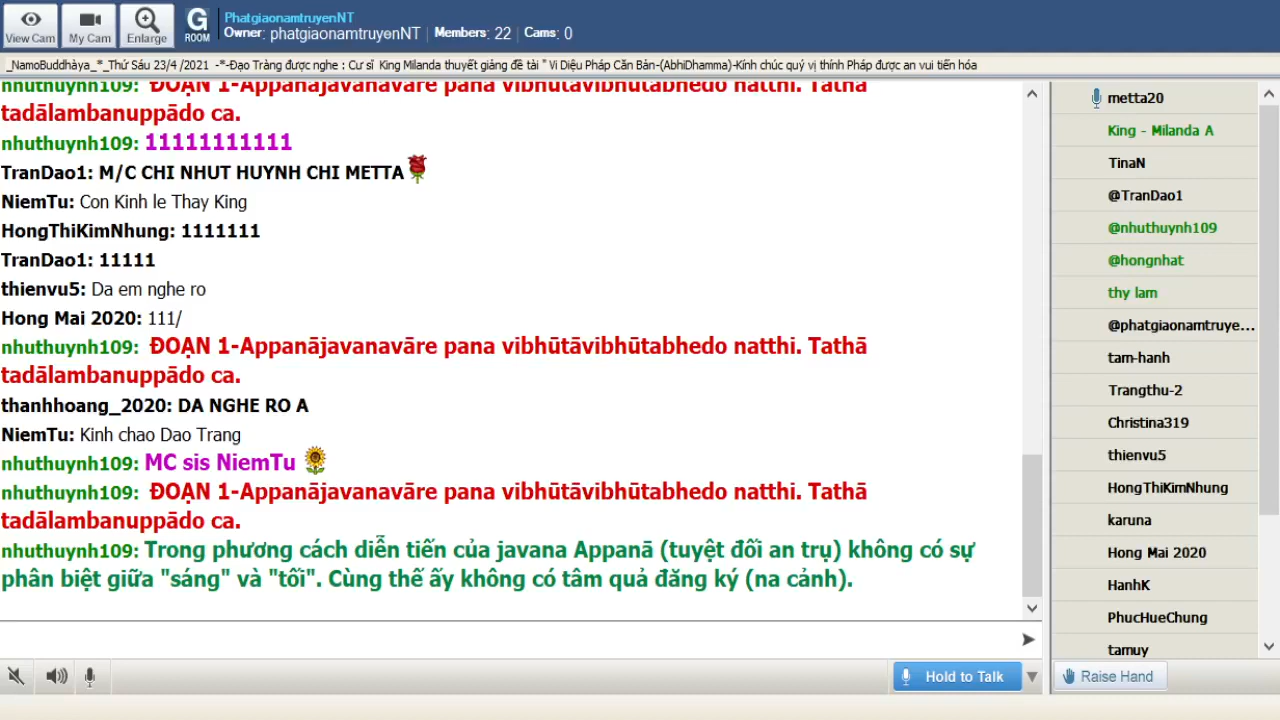 View Cam
My Cam
Enlarge
G
ROOM
PhatgiaonamtruyenNT
Owner: phatgiaonamtruyenNT | Members: 22 | Cams: 0
_NamoBuddhàya_*_Thứ Sáu 23/4 /2021 -*-Đạo Tràng được nghe : Cư sĩ King Milanda thuyết giảng đề tài " Vi Diệu Pháp Căn Bản-(AbhiDhamma)-Kính chúc quý vị thính Pháp được an vui tiến hóa
nhuthuynh109: ĐOẠN 1-Appanājavanavāre pana vibhūtāvibhūtabhedo natthi. Tathā
tadālambanuppādo ca.
nhuthuynh109: 11111111111
TranDao1: M/C CHI NHUT HUYNH CHI METTA
NiemTu: Con Kinh le Thay King
HongThiKimNhung: 1111111
TranDao1: 11111
thienvu5: Da em nghe ro
Hong Mai 2020: 111/
nhuthuynh109: ĐOẠN 1-Appanājavanavāre pana vibhūtāvibhūtabhedo natthi. Tathā
tadālambanuppādo ca.
thanhhoang_2020: DA NGHE RO A
NiemTu: Kinh chao Dao Trang
nhuthuynh109: MC sis NiemTu
nhuthuynh109: ĐOẠN 1-Appanājavanavāre pana vibhūtāvibhūtabhedo natthi. Tathā
tadālambanuppādo ca.
nhuthuynh109: Trong phương cách diễn tiến của javana Appanā (tuyệt đối an trụ) không có sự
phân biệt giữa "sáng" và "tối". Cùng thế ấy không có tâm quả đăng ký (na cảnh).
Hold to Talk
metta20
King - Milanda A
TinaN
@TranDao1
@nhuthuynh109
@hongnhat
thy lam
@phatgiaonamtruye...
tam-hanh
Trangthu-2
Christina319
thienvu5
HongThiKimNhung
karuna
Hong Mai 2020
HanhK
PhucHueChung
tamuy
Raise Hand